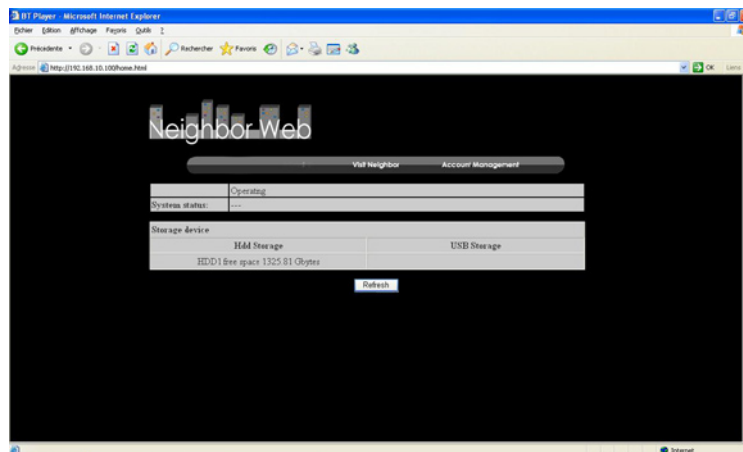 BT Player - Microsoft Internet Explorer
Fichier Edition Affichage Favoris Outils ?
Précédente Rechercher Favoris
Adresse http://192.168.10.100/home.html OK Liens
Neighbor Web
Visit Neighbor Account Management
Operating
System status: ---
Storage device
Hdd Storage USB Storage
HDD1 free space 1325.81 Gbytes
Refresh
Internet